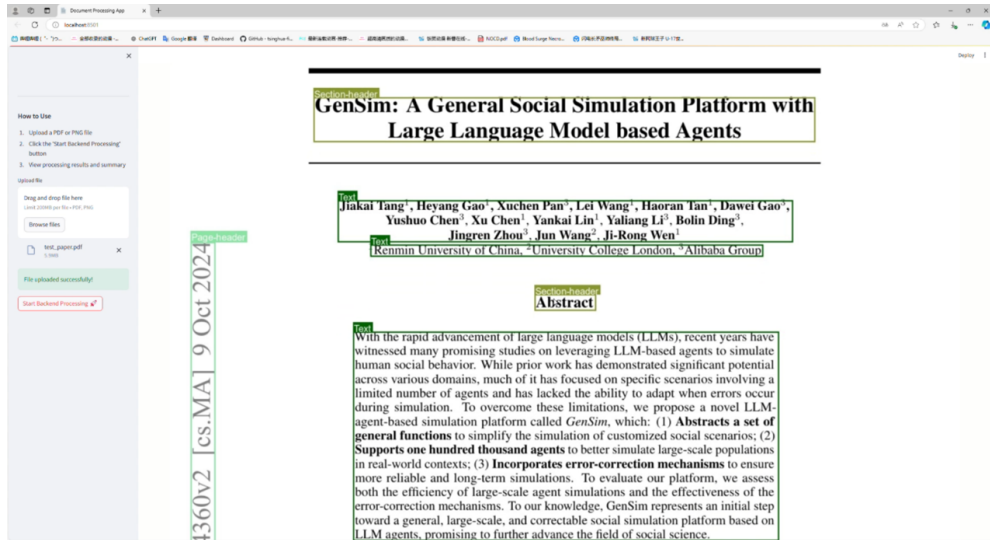 Document Processing App
localhost:8501
ChatGPT
Google 翻译
Dashboard
GitHub - tsinghua-fi...
Deploy
How to Use
1. Upload a PDF or PNG file
2. Click the "Start Backend Processing" button
3. View processing results and summary
Upload file
Drag and drop file here
Limit 200MB per file • PDF, PNG
Browse files
test_paper.pdf
File uploaded successfully!
Start Backend Processing
Page-header
4360v2 [cs.MA] 9 Oct 2024
Section-header
GenSim: A General Social Simulation Platform with
Large Language Model based Agents
Text
Jiakai Tang¹, Heyang Gao¹, Xuchen Pan³, Lei Wang¹, Haoran Tan¹, Dawei Gao³,
Yushuo Chen³, Xu Chen¹, Yankai Lin¹, Yaliang Li³, Bolin Ding³,
Jingren Zhou³, Jun Wang², Ji-Rong Wen¹
Text
¹Renmin University of China, ²University College London, ³Alibaba Group
Section-header
Abstract
Text
With the rapid advancement of large language models (LLMs), recent years have
witnessed many promising studies on leveraging LLM-based agents to simulate
human social behavior. While prior work has demonstrated significant potential
across various domains, much of it has focused on specific scenarios involving a
limited number of agents and has lacked the ability to adapt when errors occur
during simulation. To overcome these limitations, we propose a novel LLM-
agent-based simulation platform called GenSim, which: (1) Abstracts a set of
general functions to simplify the simulation of customized social scenarios; (2)
Supports one hundred thousand agents to better simulate large-scale populations
in real-world contexts; (3) Incorporates error-correction mechanisms to ensure
more reliable and long-term simulations. To evaluate our platform, we assess
both the efficiency of large-scale agent simulations and the effectiveness of the
error-correction mechanisms. To our knowledge, GenSim represents an initial step
toward a general, large-scale, and correctable social simulation platform based on
LLM agents, promising to further advance the field of social science.